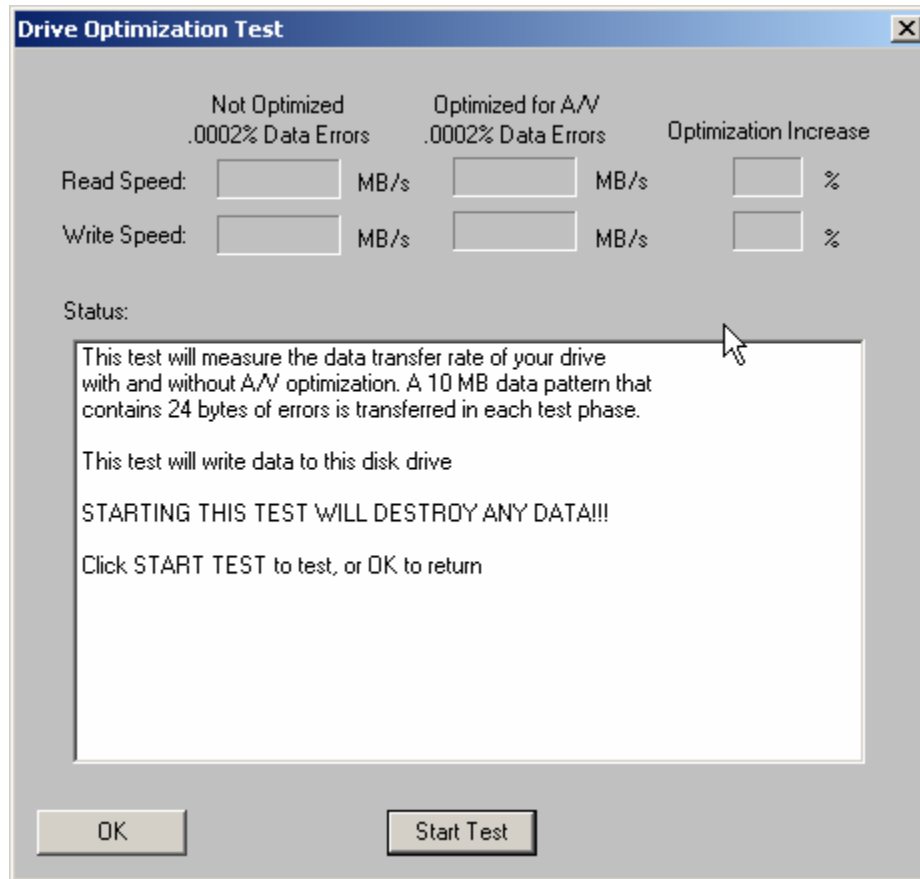 Drive Optimization Test
Not Optimized
.0002% Data Errors
Optimized for A/V
.0002% Data Errors
Optimization Increase
Read Speed:
MB/s
MB/s
%
Write Speed:
MB/s
MB/s
%
Status:
This test will measure the data transfer rate of your drive
with and without A/V optimization. A 10 MB data pattern that
contains 24 bytes of errors is transferred in each test phase.
This test will write data to this disk drive
STARTING THIS TEST WILL DESTROY ANY DATA!!!
Click START TEST to test, or OK to return
OK
Start Test